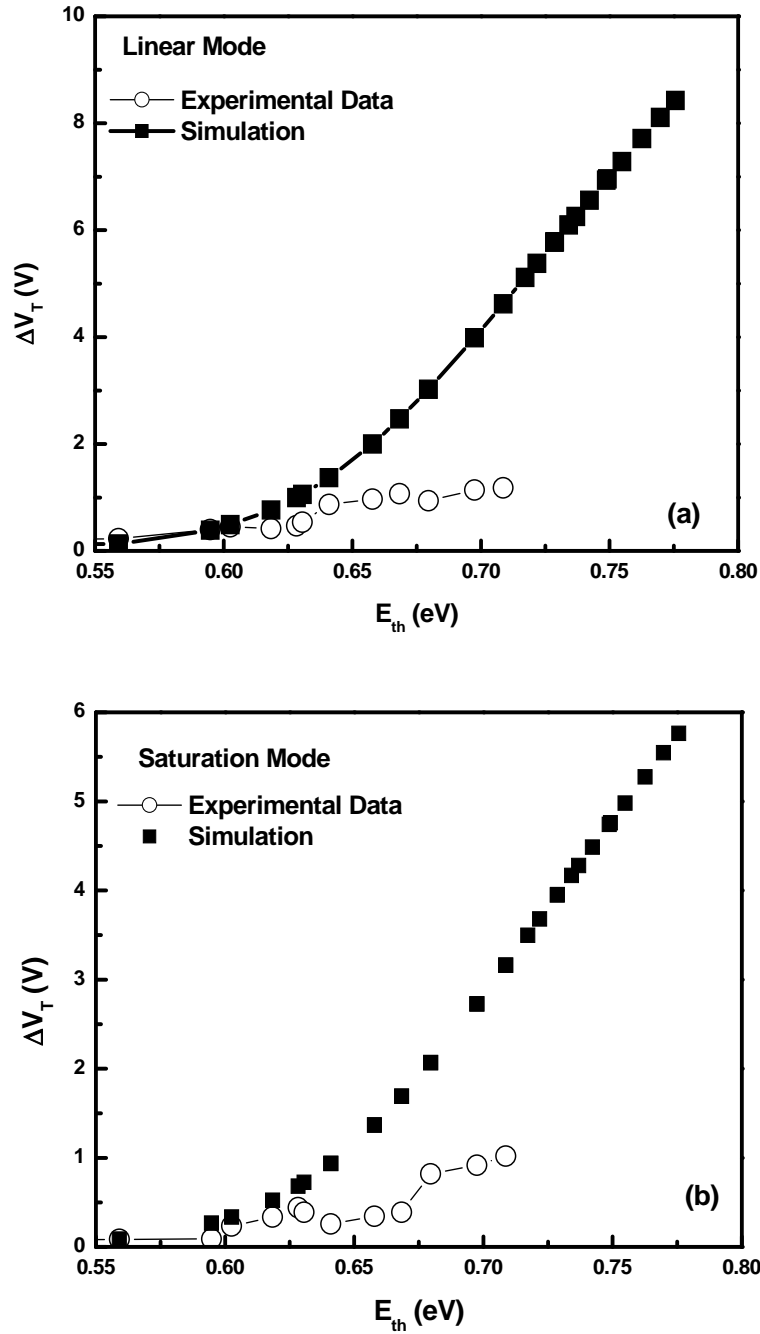 10
Linear Mode
Experimental Data
8
Simulation
6
ΔV_T (V)
4
2
(a)
0
0.55 0.60 0.65 0.70 0.75 0.80
E_th (eV)
6
Saturation Mode
5
Experimental Data
Simulation
4
ΔV_T (V)
3
2
1
(b)
0
0.55 0.60 0.65 0.70 0.75 0.80
E_th (eV)